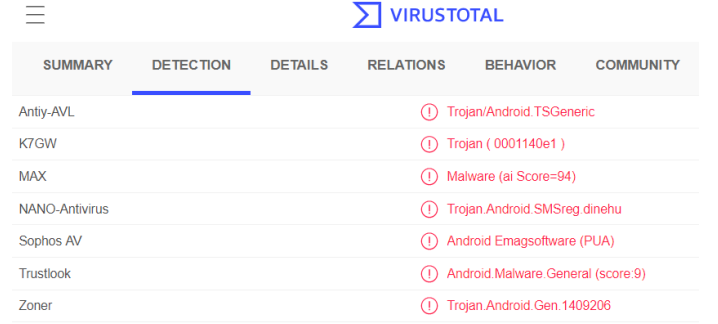 VIRUSTOTAL
SUMMARY DETECTION DETAILS RELATIONS BEHAVIOR COMMUNITY
Antiy-AVL Trojan/Android.TSGeneric
K7GW Trojan ( 0001140e1 )
MAX Malware (ai Score=94)
NANO-Antivirus Trojan.Android.SMSreg.dinehu
Sophos AV Android Emagsoftware (PUA)
Trustlook Android.Malware.General (score:9)
Zoner Trojan.Android.Gen.1409206